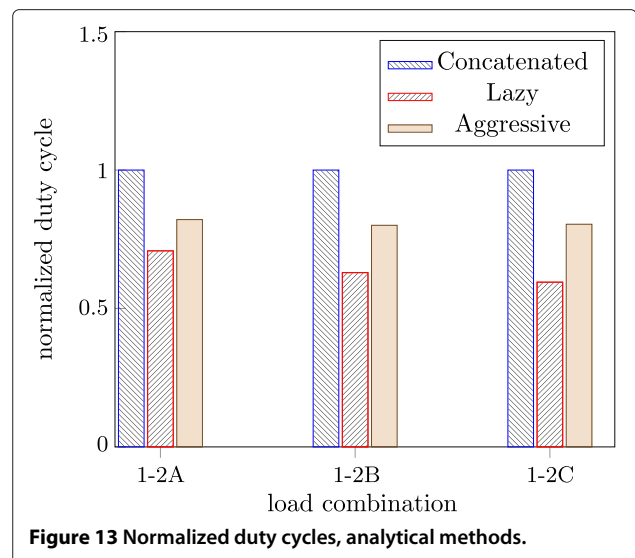 1.5
Concatenated
Lazy
Aggressive
normalized duty cycle
1
0.5
0
1-2A
1-2B
1-2C
load combination
Figure 13 Normalized duty cycles, analytical methods.